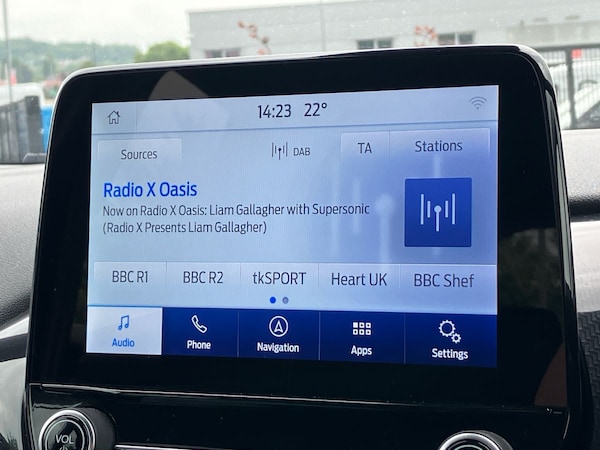 14:23 22°
Sources
DAB
TA
Stations
Radio X Oasis
Now on Radio X Oasis: Liam Gallagher with Supersonic
(Radio X Presents Liam Gallagher)
BBC R1
BBC R2
tkSPORT
Heart UK
BBC Shef
Audio
Phone
Navigation
Apps
Settings
VOL